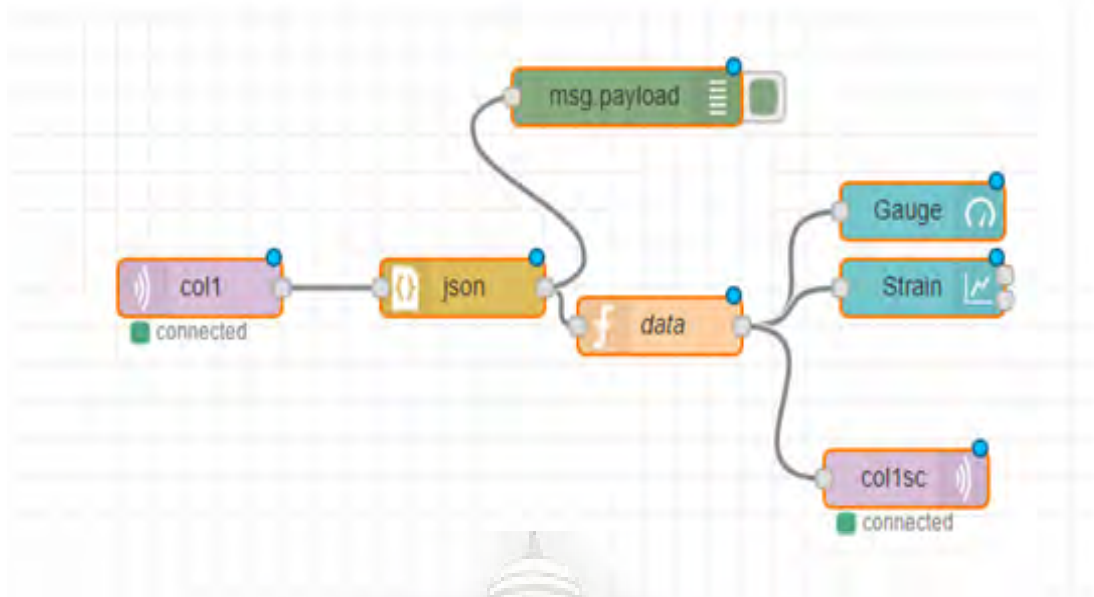 msg.payload
Gauge
col1
json
Strain
data
connected
col1sc
connected